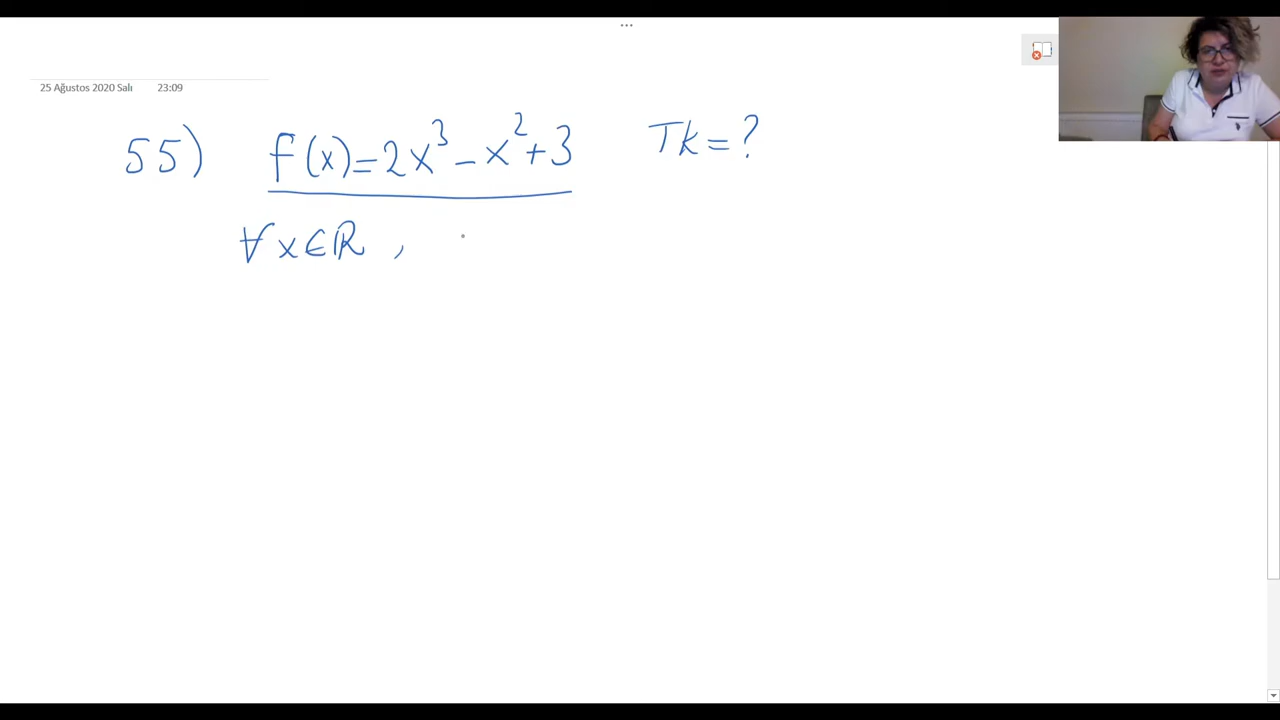 25 Ağustos 2020 Salı 23:09
55) f(x)=2x³-x²+3 Tk=?
∀x∈ℝ,